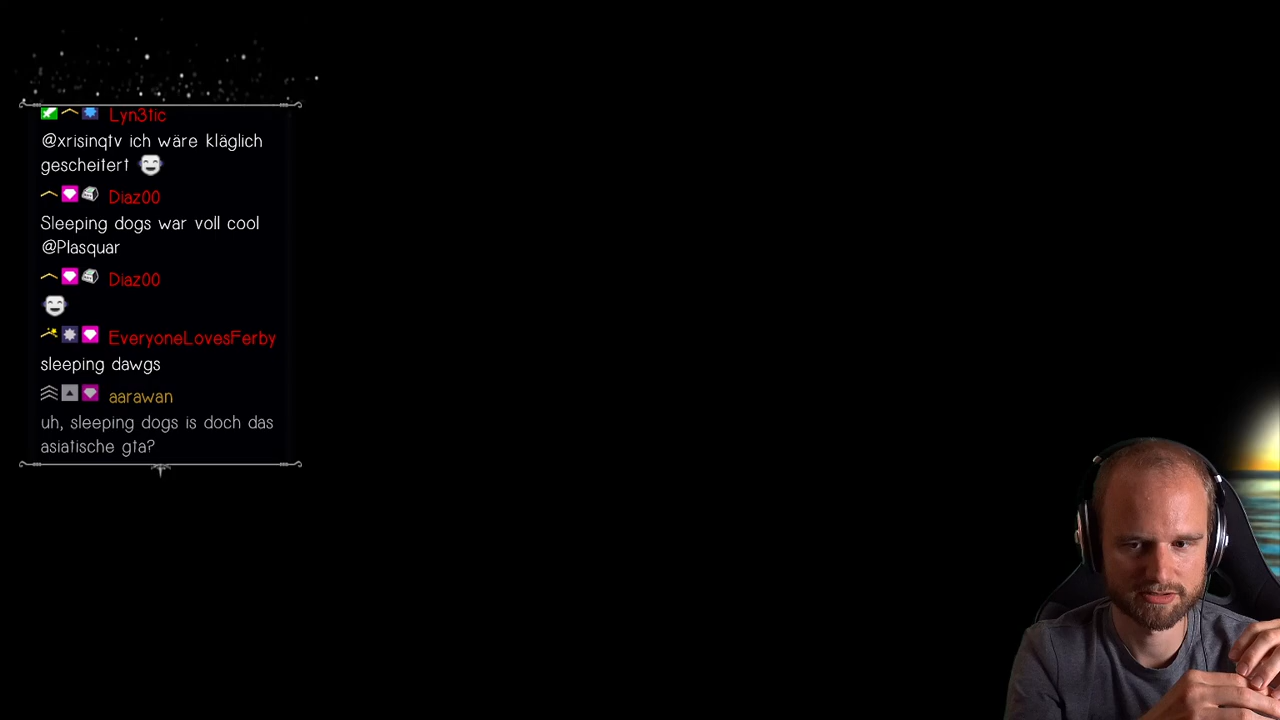 Lyn3tic
@xrisinqtv ich wäre kläglich
gescheitert
Diaz00
Sleeping dogs war voll cool
@Plasquar
Diaz00
EveryoneLovesFerby
sleeping dawgs
aarawan
uh, sleeping dogs is doch das
asiatische gta?